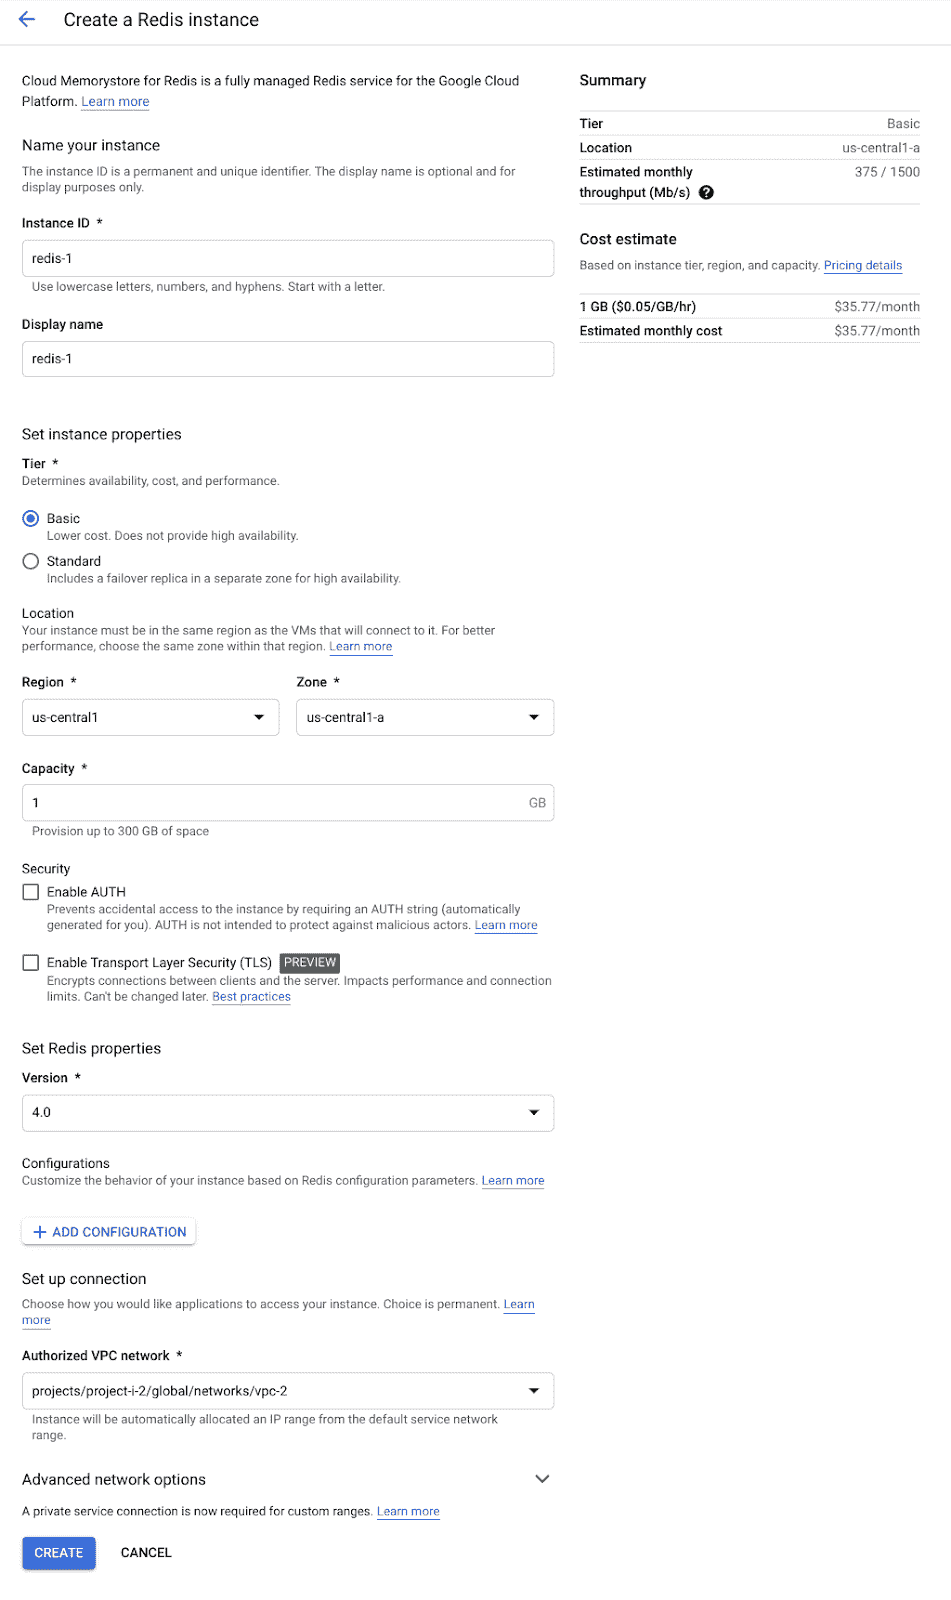 Create a Redis instance
Cloud Memorystore for Redis is a fully managed Redis service for the Google Cloud
Platform. Learn more
Name your instance
The instance ID is a permanent and unique identifier. The display name is optional and for
display purposes only.
Instance ID *
redis-1
Use lowercase letters, numbers, and hyphens. Start with a letter.
Display name
redis-1
Set instance properties
Tier *
Determines availability, cost, and performance.
Basic
Lower cost. Does not provide high availability.
Standard
Includes a failover replica in a separate zone for high availability.
Location
Your instance must be in the same region as the VMs that will connect to it. For better
performance, choose the same zone within that region. Learn more
Region *
Zone *
us-central1
us-central1-a
Capacity *
1
GB
Provision up to 300 GB of space
Security
Enable AUTH
Prevents accidental access to the instance by requiring an AUTH string (automatically
generated for you). AUTH is not intended to protect against malicious actors. Learn more
Enable Transport Layer Security (TLS) PREVIEW
Encrypts connections between clients and the server. Impacts performance and connection
limits. Can't be changed later. Best practices
Set Redis properties
Version *
4.0
Configurations
Customize the behavior of your instance based on Redis configuration parameters. Learn more
+ ADD CONFIGURATION
Set up connection
Choose how you would like applications to access your instance. Choice is permanent. Learn
more
Authorized VPC network *
projects/project-i-2/global/networks/vpc-2
Instance will be automatically allocated an IP range from the default service network
range.
Advanced network options
A private service connection is now required for custom ranges. Learn more
CREATE
CANCEL
Summary
Tier Basic
Location us-central1-a
Estimated monthly 375 / 1500
throughput (Mb/s) ?
Cost estimate
Based on instance tier, region, and capacity. Pricing details
1 GB ($0.05/GB/hr) $35.77/month
Estimated monthly cost $35.77/month